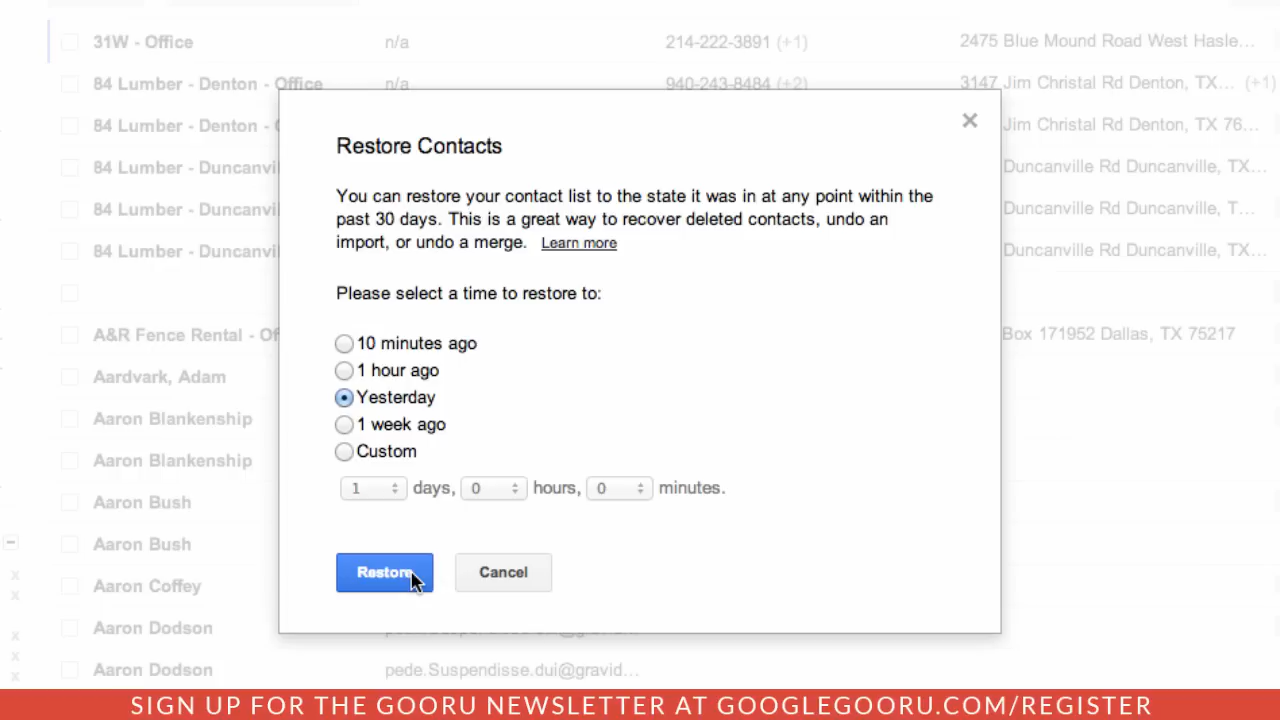 31W - Office n/a 214-222-3891 (+1) 2475 Blue Mound Road West Hasle...
84 Lumber - Denton - Office n/a 940-243-8484 (+2) 3147 Jim Christal Rd Denton, TX... (+1)
84 Lumber - Denton - Jim Christal Rd Denton, TX 76...
84 Lumber - Duncanvi Duncanville Rd Duncanville, TX...
84 Lumber - Duncanvi Duncanville Rd Duncanville, T...
84 Lumber - Duncanvi Duncanville Rd Duncanville, TX...
A&R Fence Rental - Of Box 171952 Dallas, TX 75217
Aardvark, Adam
Aaron Blankenship
Aaron Blankenship
Aaron Bush
Aaron Bush
Aaron Coffey
Aaron Dodson
Aaron Dodson pede.Suspendisse.dui@gravid...
Restore Contacts
You can restore your contact list to the state it was in at any point within the
past 30 days. This is a great way to recover deleted contacts, undo an
import, or undo a merge. Learn more
Please select a time to restore to:
10 minutes ago
1 hour ago
Yesterday
1 week ago
Custom
1 days, 0 hours, 0 minutes.
Restore Cancel
SIGN UP FOR THE GOORU NEWSLETTER AT GOOGLEGOORU.COM/REGISTER